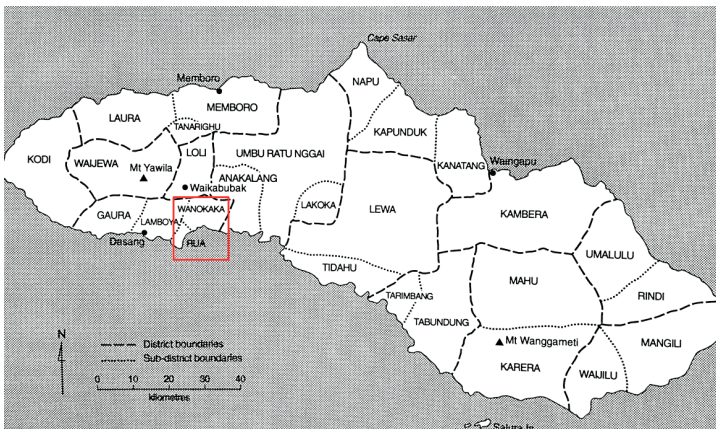 Cape Sasar
Memboro
NAPU
MEMBORO
LAURA
TANARIGHU
KAPUNDUK
KODI
WAIJEWA
LOLI
UMBU RATU NGGAI
KANATANG
Waingapu
Mt Yawila
ANAKALANG
Waikabubak
LAKOKA
LEWA
KAMBERA
GAURA
LAMBOYA
WANOKAKA
Dasang
RUA
UMALULU
TIDAHU
MAHU
RINDI
TARIMBANG
TABUNDUNG
Mt Wanggameti
MANGILI
KARERA
WAIJILU
N
District boundaries
Sub-district boundaries
0 10 20 30 40
kilometres
Salura Is